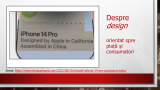 iPhone 14 Pro
Designed by Apple in California
Assembled in China
Despre
design
orientat spre
piață și
consumatori